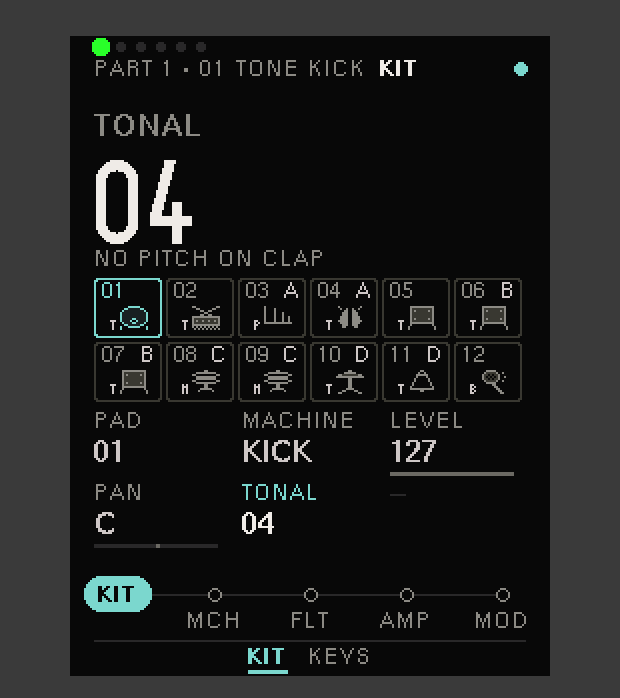 PART 1 · 01 TONE KICK KIT
TONAL
04
NO PITCH ON CLAP
01 02 03 A 04 A 05 06 B
T T P T T T
07 B 08 C 09 C 10 D 11 D 12
T M M T T B
PAD MACHINE LEVEL
01 KICK 127
PAN TONAL —
C 04
KIT
MCH FLT AMP MOD
KIT KEYS